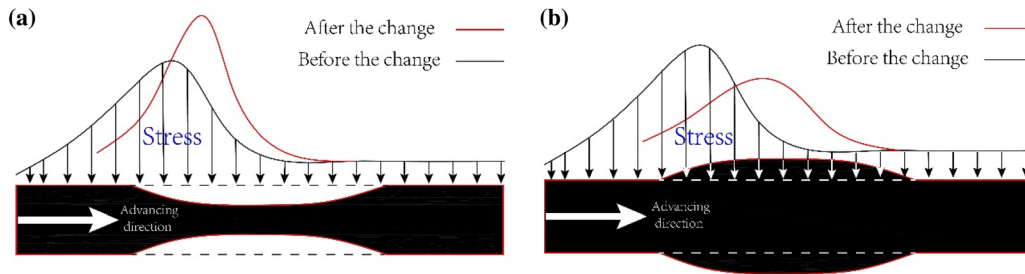 (a)
After the change
Before the change
Stress
Advancing
direction
(b)
After the change
Before the change
Stress
Advancing
direction